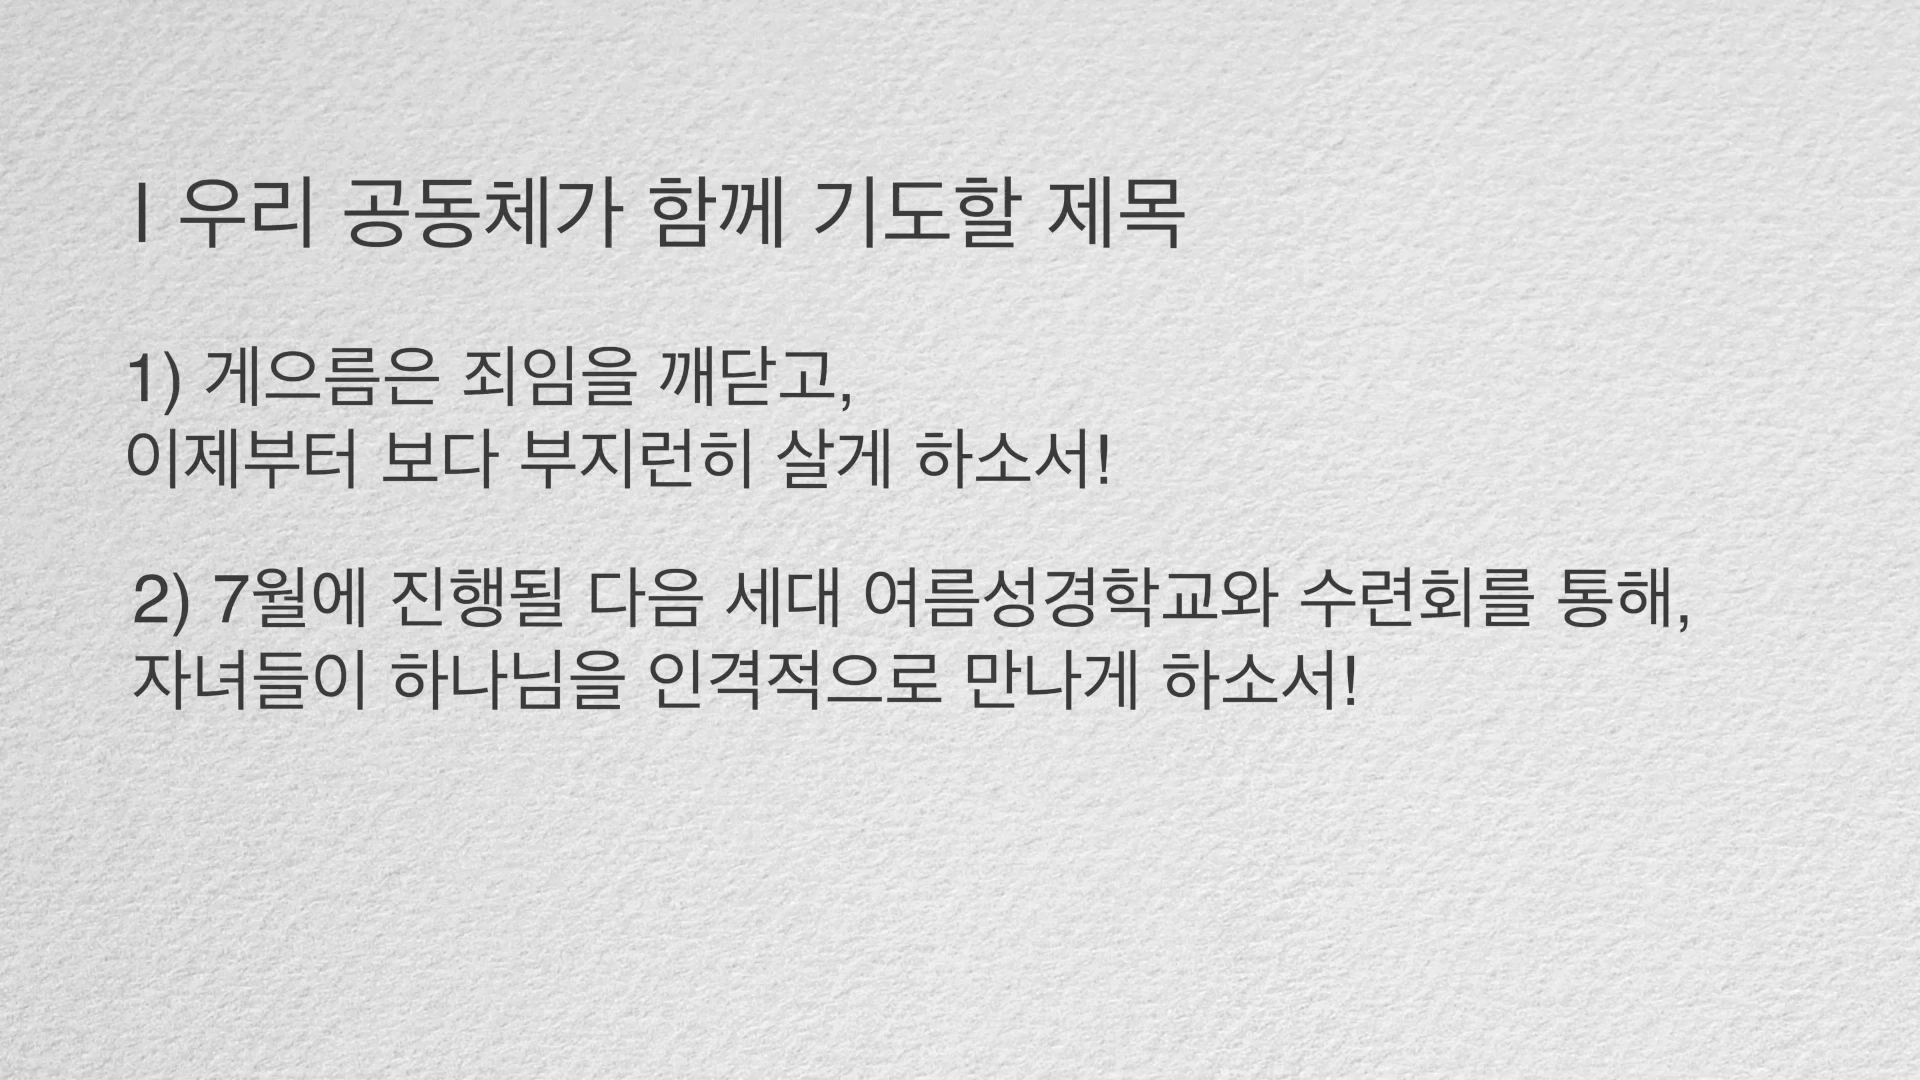 | 우리 공동체가 함께 기도할 제목
1) 게으름은 죄임을 깨닫고,
이제부터 보다 부지런히 살게 하소서!
2) 7월에 진행될 다음 세대 여름성경학교와 수련회를 통해,
자녀들이 하나님을 인격적으로 만나게 하소서!